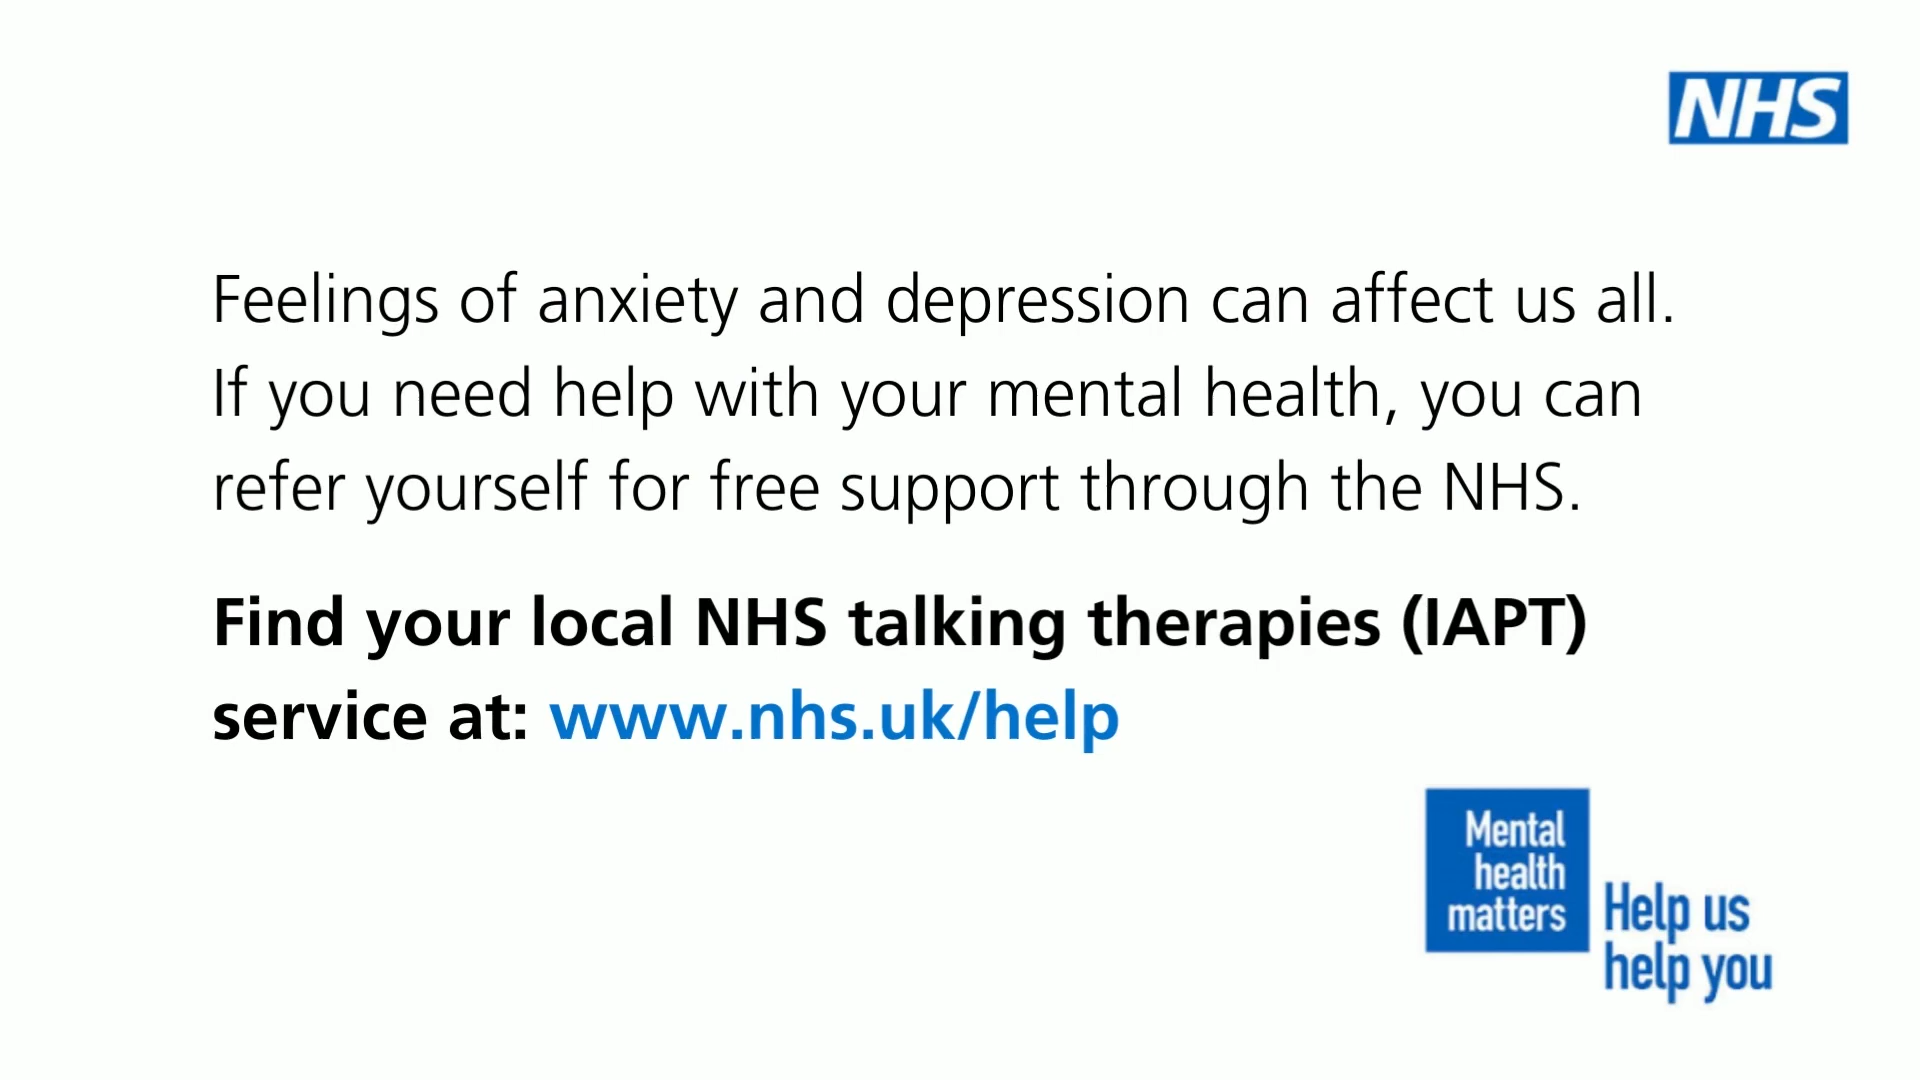 NHS
Feelings of anxiety and depression can affect us all.
If you need help with your mental health, you can
refer yourself for free support through the NHS.
Find your local NHS talking therapies (IAPT)
service at: www.nhs.uk/help
Mental
health
matters
Help us
help you